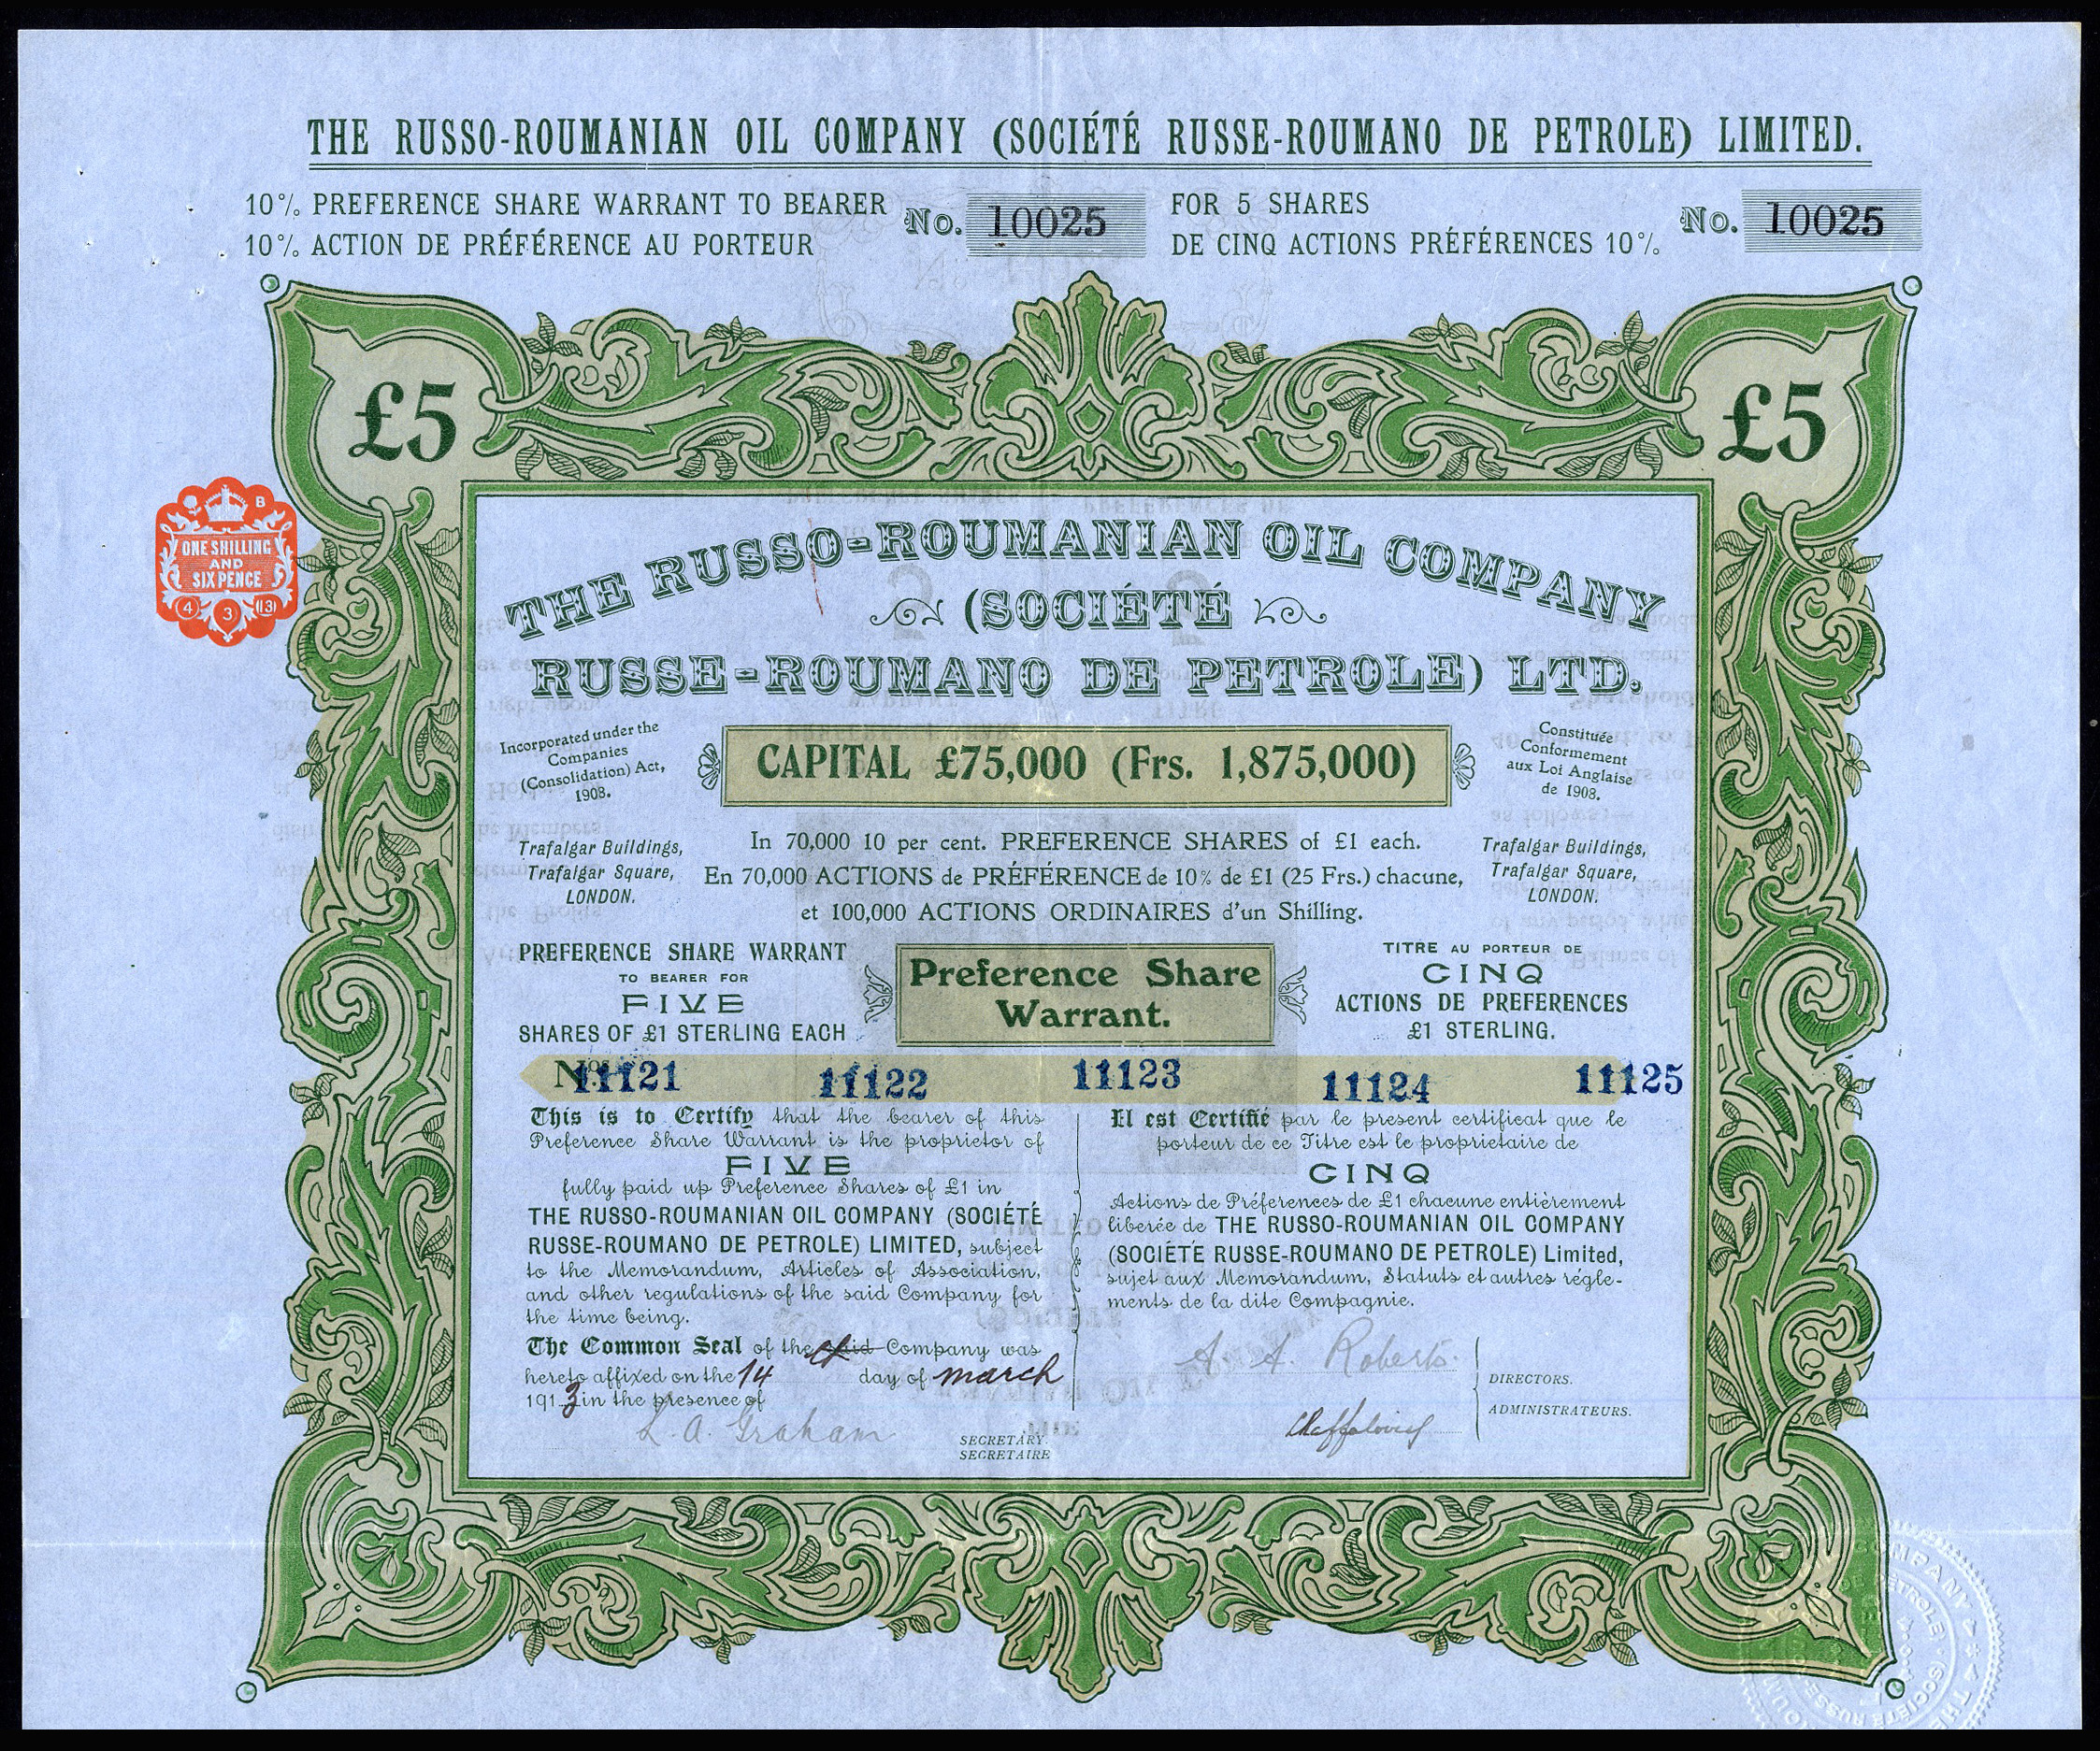 THE RUSSO-ROUMANIAN OIL COMPANY (SOCIÉTÉ RUSSE-ROUMANO DE PETROLE) LIMITED.
10% PREFERENCE SHARE WARRANT TO BEARER
10% ACTION DE PRÉFÉRENCE AU PORTEUR
No. 10025
FOR 5 SHARES
DE CINQ ACTIONS PRÉFÉRENCES 10%
No. 10025
£5
£5
B
ONE SHILLING
AND
SIX PENCE
4 3 13
THE RUSSO-ROUMANIAN OIL COMPANY
(SOCIÉTÉ
RUSSE-ROUMANO DE PETROLE) LTD.
Incorporated under the
Companies
(Consolidation) Act,
1908.
CAPITAL £75,000 (Frs. 1,875,000)
Constituée
Conformement
aux Loi Anglaise
de 1908.
Trafalgar Buildings,
Trafalgar Square,
LONDON.
In 70,000 10 per cent. PREFERENCE SHARES of £1 each.
En 70,000 ACTIONS de PRÉFÉRENCE de 10% de £1 (25 Frs.) chacune,
et 100,000 ACTIONS ORDINAIRES d'un Shilling.
Trafalgar Buildings,
Trafalgar Square,
LONDON.
PREFERENCE SHARE WARRANT
TO BEARER FOR
FIVE
SHARES OF £1 STERLING EACH
Preference Share
Warrant.
TITRE AU PORTEUR DE
CINQ
ACTIONS DE PREFERENCES
£1 STERLING.
Nos. 11121 11122 11123 11124 11125
This is to Certify that the bearer of this
Preference Share Warrant is the proprietor of
FIVE
fully paid up Preference Shares of £1 in
THE RUSSO-ROUMANIAN OIL COMPANY (SOCIÉTÉ
RUSSE-ROUMANO DE PETROLE) LIMITED, subject
to the Memorandum, Articles of Association,
and other regulations of the said Company for
the time being.
The Common Seal of the said Company was
hereto affixed on the 14 day of march
1913 in the presence of
L. A. Graham
SECRETARY.
SECRETAIRE
Il est Certifié par le present certificat que le
porteur de ce Titre est le proprietaire de
CINQ
Actions de Préferences de £1 chacune entièrement
liberée de THE RUSSO-ROUMANIAN OIL COMPANY
(SOCIÉTÉ RUSSE-ROUMANO DE PETROLE) Limited,
sujet aux Memorandum, Statuts et autres régle-
ments de la dite Compagnie.
A. A. Roberts.
DIRECTORS.
ADMINISTRATEURS.